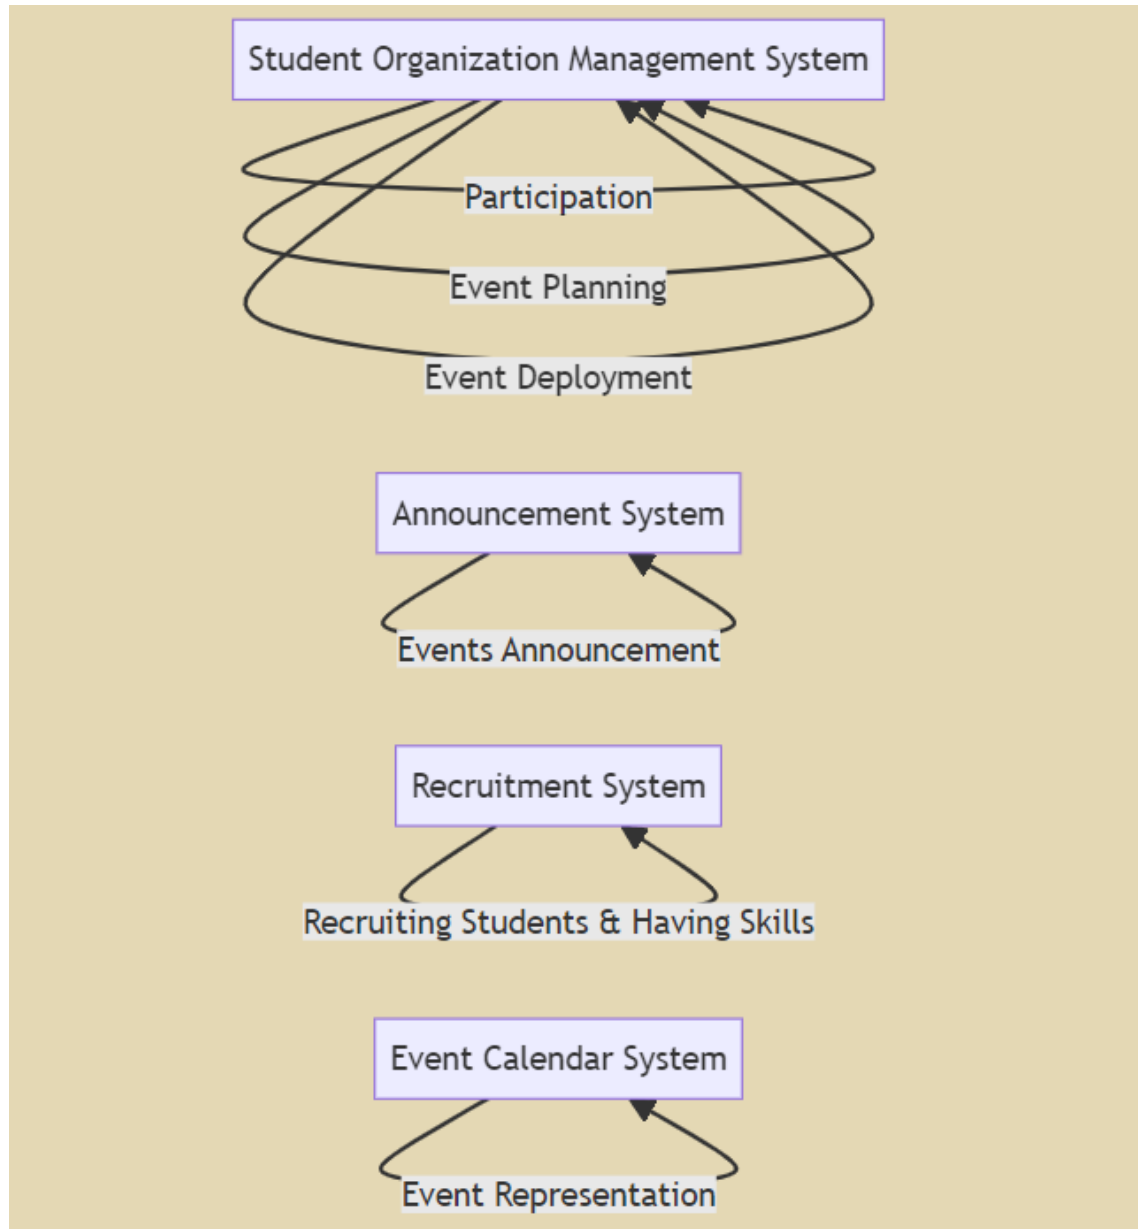 Student Organization Management System
Participation
Event Planning
Event Deployment
Announcement System
Events Announcement
Recruitment System
Recruiting Students & Having Skills
Event Calendar System
Event Representation